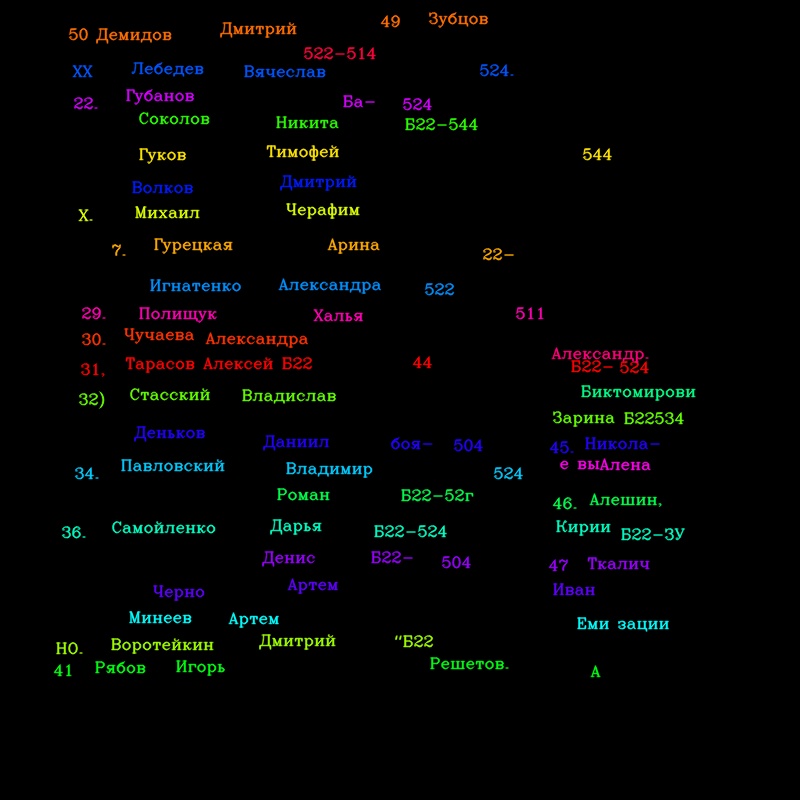 49 Зубцов
50 Демидов Дмитрий
522-514
XX Лебедев Вячеслав 524.
22. Губанов Ба- 524
Соколов Никита Б22-544
Гуков Тимофей 544
Волков Дмитрий
X. Михаил Черафим
7. Гурецкая Арина 22-
Игнатенко Александра 522
29. Полищук Халья 511
30. Чучаева Александра
Александр.
31, Тарасов Алексей Б22 44 Б22- 524
32) Стасский Владислав Биктомирови
Зарина Б22534
Деньков Даниил боя- 504 45. Никола-
34. Павловский Владимир 524 е выАлена
Роман Б22-52г 46. Алешин,
36. Самойленко Дарья Б22-524 Кирии Б22-ЗУ
Денис Б22- 504 47 Ткалич
Черно Артем Иван
Минеев Артем Еми зации
НО. Воротейкин Дмитрий “Б22
41 Рябов Игорь Решетов. А